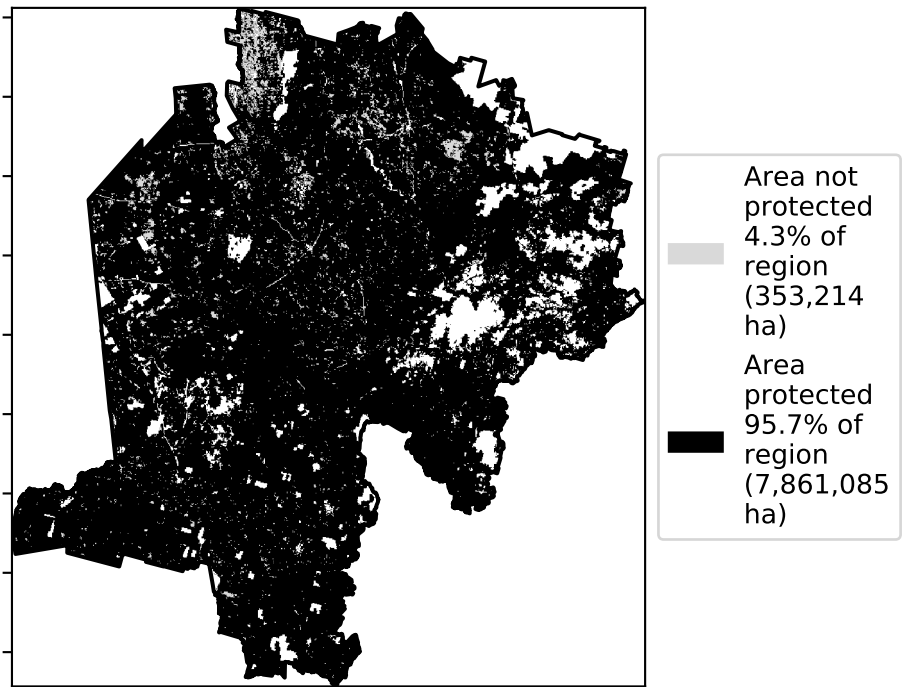 Area not
protected
4.3% of
region
(353,214
ha)
Area
protected
95.7% of
region
(7,861,085
ha)